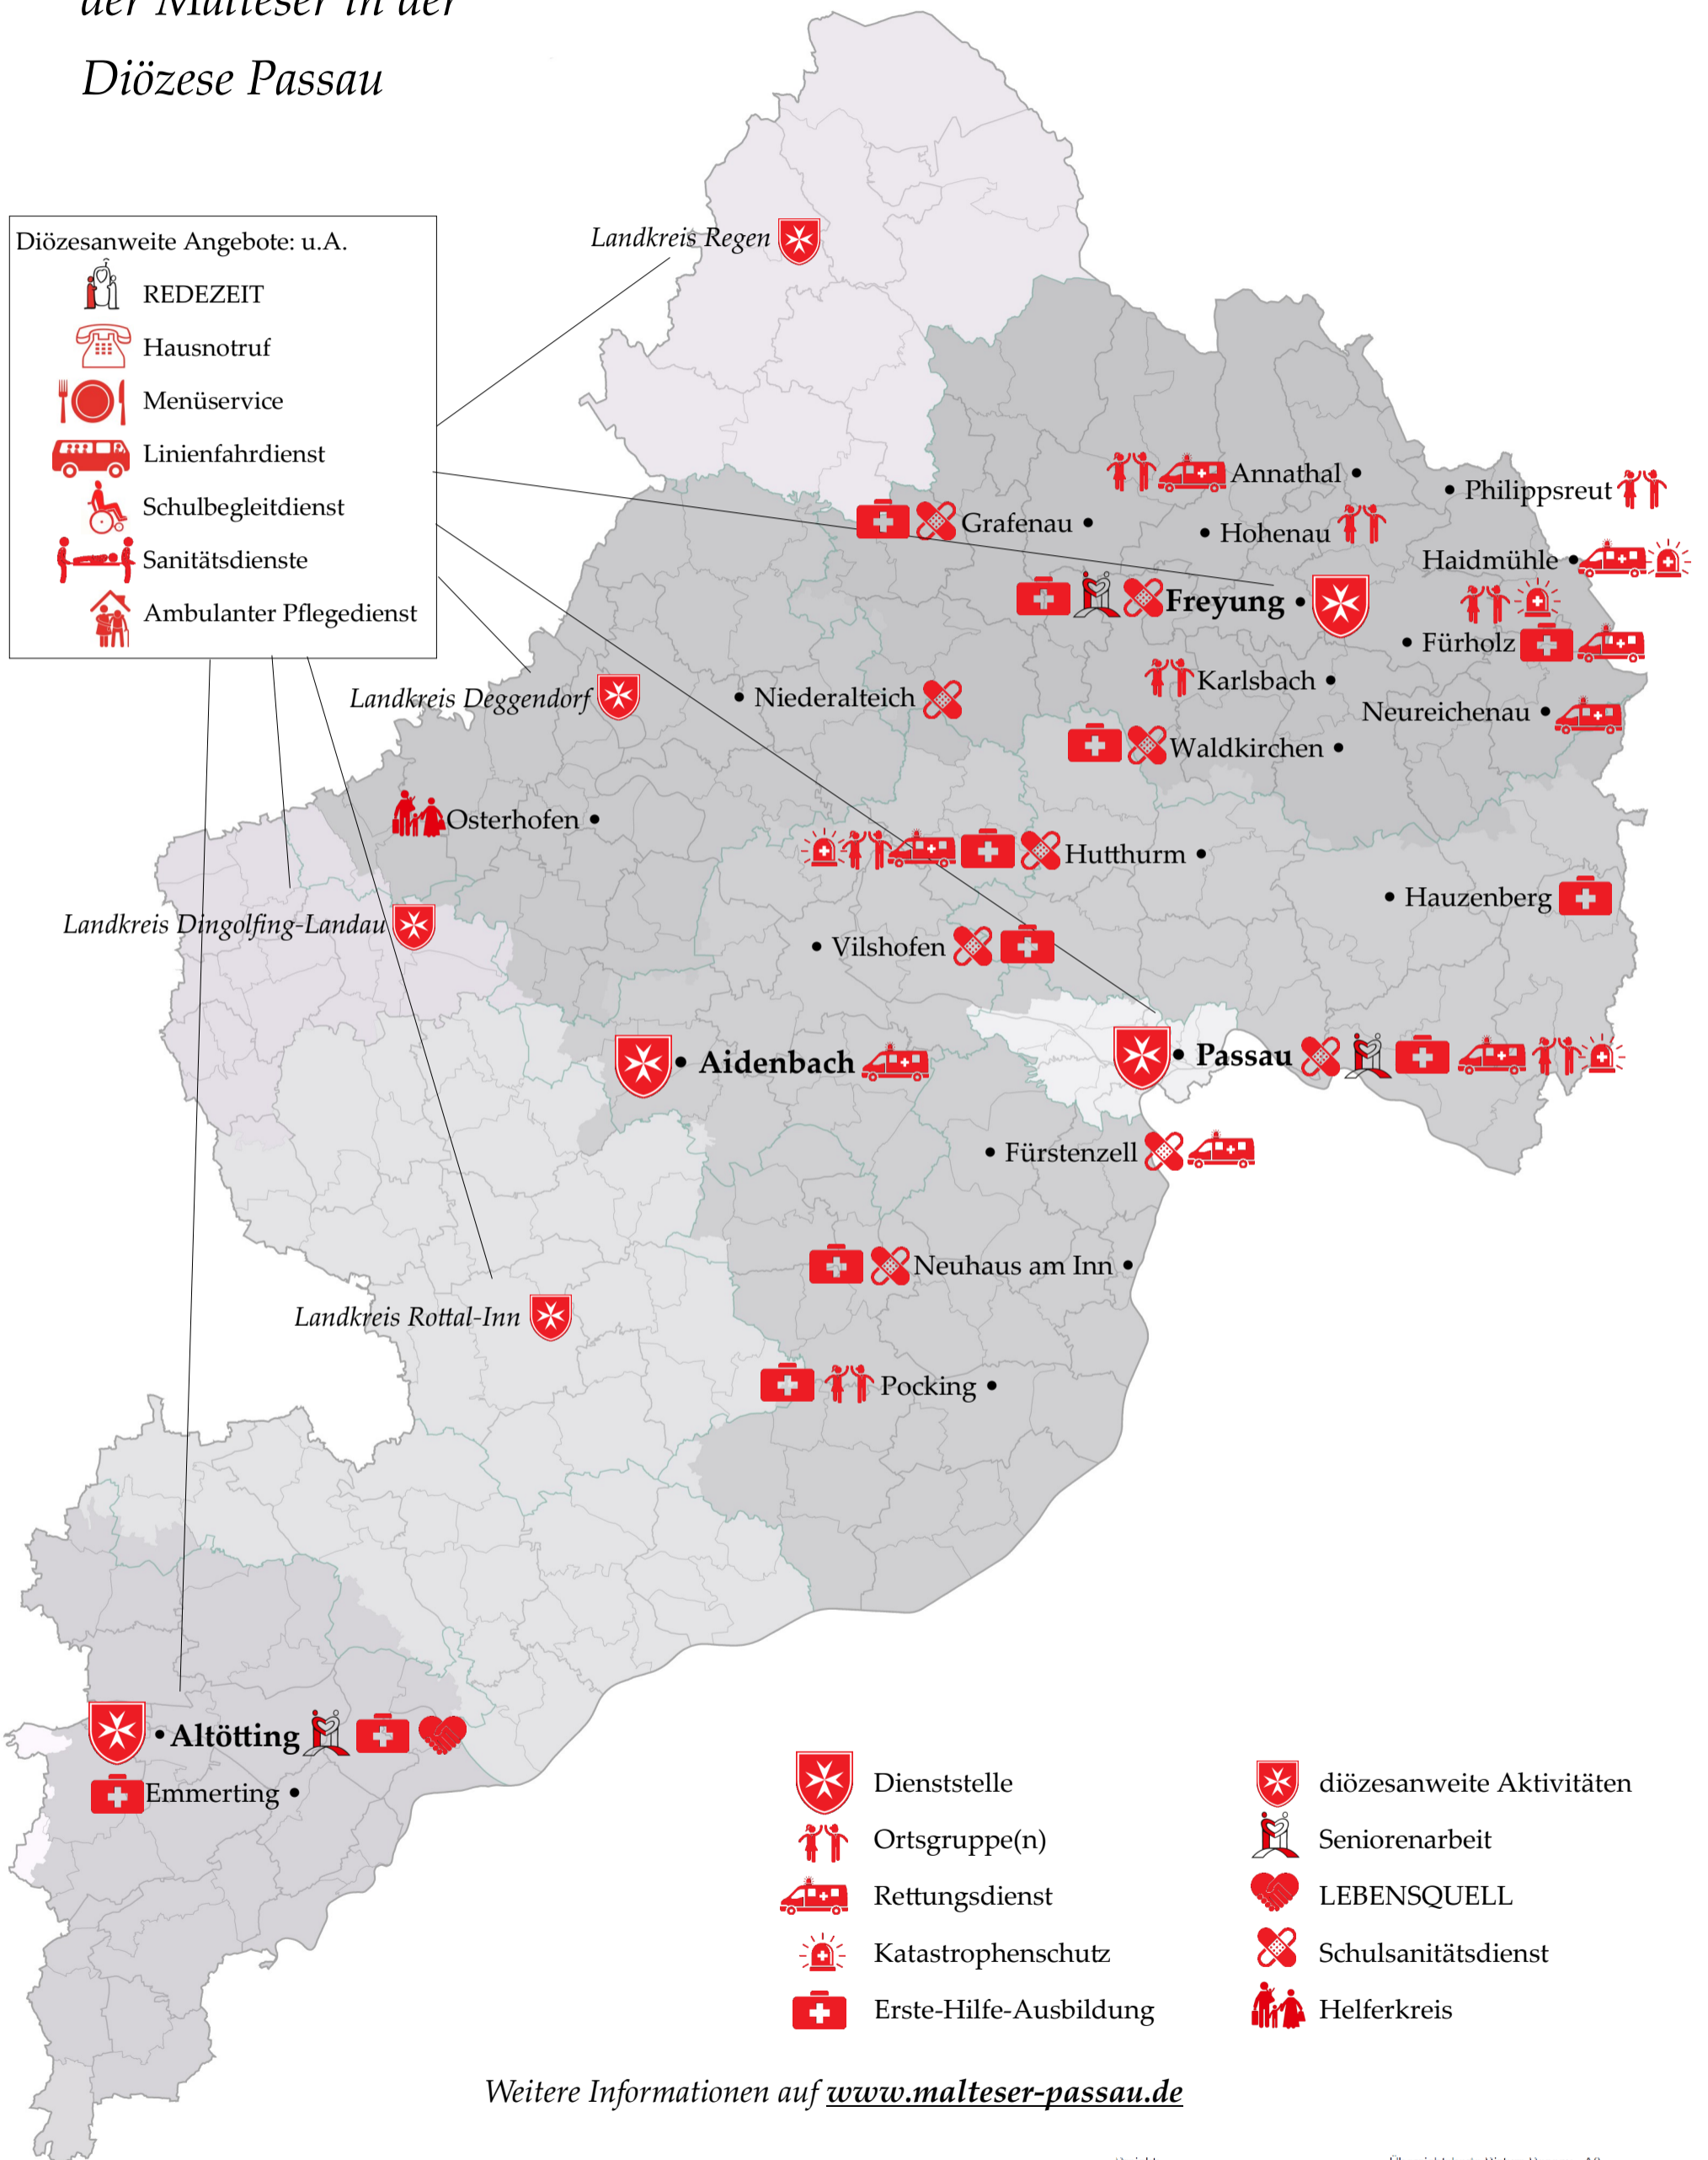 der Malteser in der
Diözese Passau
Diözesanweite Angebote: u.A.
REDEZEIT
Hausnotruf
Menüservice
Linienfahrdienst
Schulbegleitdienst
Sanitätsdienste
Ambulanter Pflegedienst
Landkreis Regen
Annathal
Philippsreut
Grafenau
Hohenau
Haidmühle
Freyung
Fürholz
Karlsbach
Landkreis Deggendorf
Niederalteich
Neureichenau
Waldkirchen
Osterhofen
Hutthurm
Hauzenberg
Landkreis Dingolfing-Landau
Vilshofen
Aidenbach
Passau
Fürstenzell
Neuhaus am Inn
Landkreis Rottal-Inn
Pocking
Altötting
Emmerting
Dienststelle
Ortsgruppe(n)
Rettungsdienst
Katastrophenschutz
Erste-Hilfe-Ausbildung
diözesanweite Aktivitäten
Seniorenarbeit
LEBENSQUELL
Schulsanitätsdienst
Helferkreis
Weitere Informationen auf www.malteser-passau.de